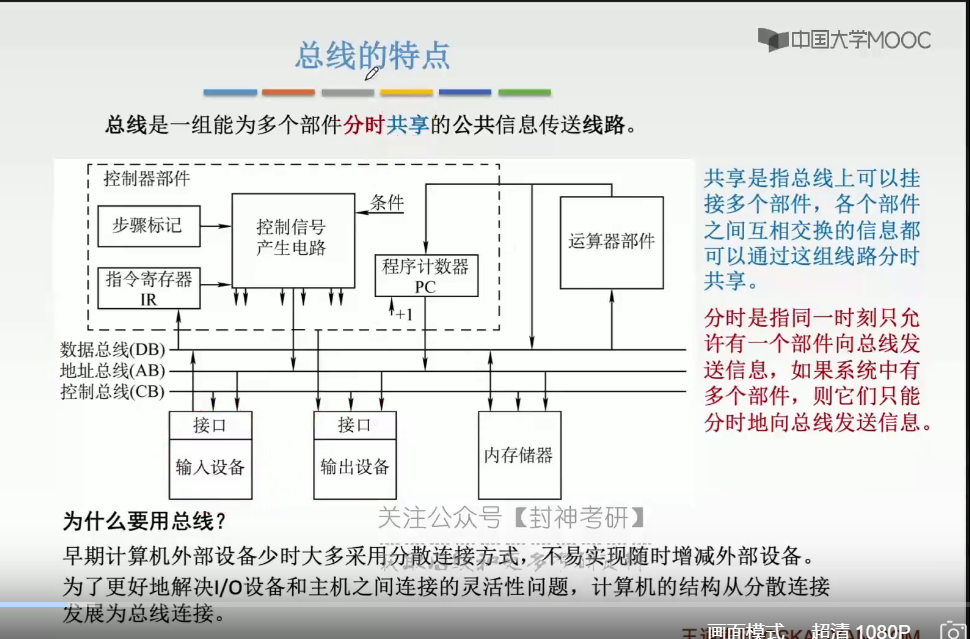 中国大学MOOC
总线的特点
总线是一组能为多个部件分时共享的公共信息传送线路。
控制器部件
步骤标记
指令寄存器
IR
控制信号
产生电路
条件
程序计数器
PC
+1
运算器部件
数据总线(DB)
地址总线(AB)
控制总线(CB)
接口
输入设备
接口
输出设备
内存储器
共享是指总线上可以挂
接多个部件，各个部件
之间互相交换的信息都
可以通过这组线路分时
共享。
分时是指同一时刻只允
许有一个部件向总线发
送信息，如果系统中有
多个部件，则它们只能
分时地向总线发送信息。
关注公众号【封神考研】
为什么要用总线？
早期计算机外部设备少时大多采用分散连接方式，不易实现随时增减外部设备。
为了更好地解决I/O设备和主机之间连接的灵活性问题，计算机的结构从分散连接
发展为总线连接。
画面模式
超清 1080P